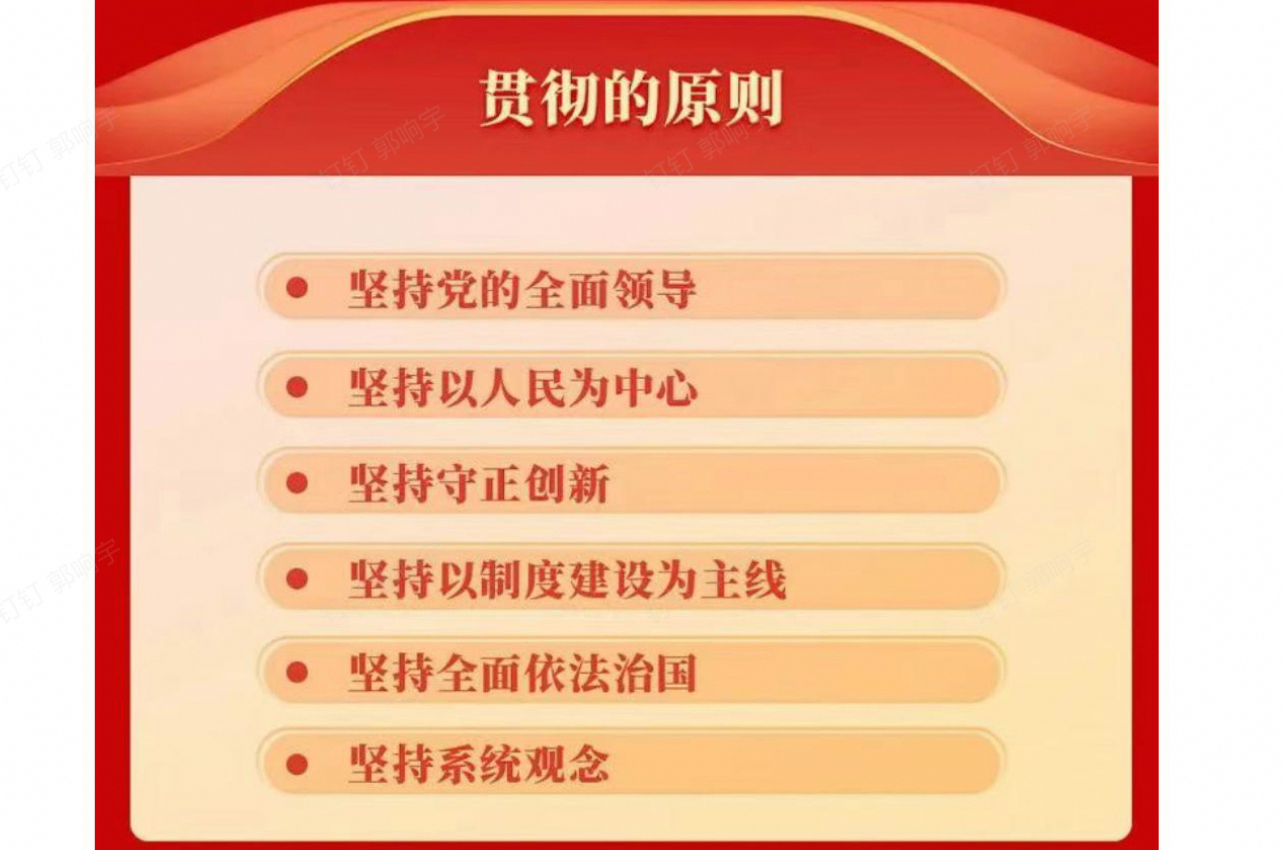 贯彻的原则
坚持党的全面领导
坚持以人民为中心
坚持守正创新
坚持以制度建设为主线
坚持全面依法治国
坚持系统观念
钉钉 郭响宇
钉钉 郭响宇
钉钉 郭响宇
钉钉 郭响宇
钉钉 郭响宇
郭响宇